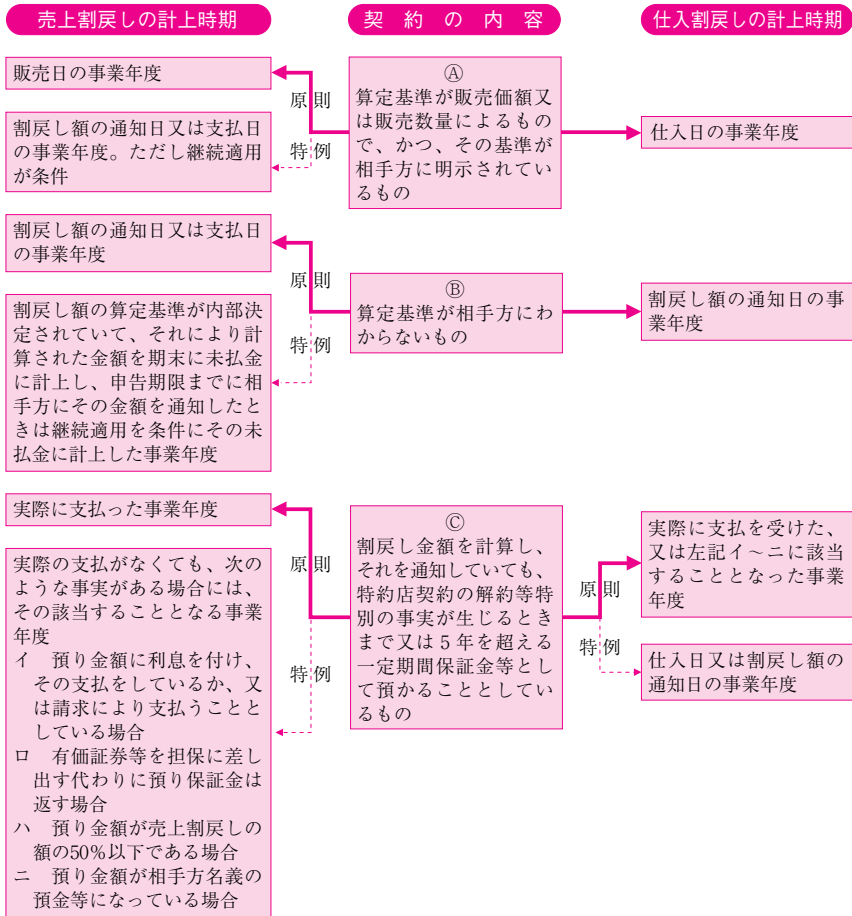 売上割戻しの計上時期
契約の内容
仕入割戻しの計上時期
販売日の事業年度
原則
割戻し額の通知日又は支払日
の事業年度。ただし継続適用
が条件
特例
Ⓐ
算定基準が販売価額又
は販売数量によるもの
で、かつ、その基準が
相手方に明示されてい
るもの
仕入日の事業年度
割戻し額の通知日又は支払日
の事業年度
原則
割戻し額の算定基準が内部決
定されていて、それにより計
算された金額を期末に未払金
に計上し、申告期限までに相
手方にその金額を通知したと
きは継続適用を条件にその未
払金に計上した事業年度
特例
Ⓑ
算定基準が相手方にわ
からないもの
割戻し額の通知日の事
業年度
実際に支払った事業年度
原則
実際の支払がなくても、次の
ような事実がある場合には、
その該当することとなる事業
年度
イ 預り金額に利息を付け、
その支払をしているか、又
は請求により支払うことと
している場合
ロ 有価証券等を担保に差し
出す代わりに預り保証金は
返す場合
ハ 預り金額が売上割戻しの
額の50%以下である場合
ニ 預り金額が相手方名義の
預金等になっている場合
特例
Ⓒ
割戻し金額を計算し、
それを通知していても、
特約店契約の解約等特
別の事実が生じるとき
まで又は5年を超える
一定期間保証金等とし
て預かることとしてい
るもの
原則
実際に支払を受けた、
又は左記イ~ニに該当
することとなった事業
年度
特例
仕入日又は割戻し額の
通知日の事業年度